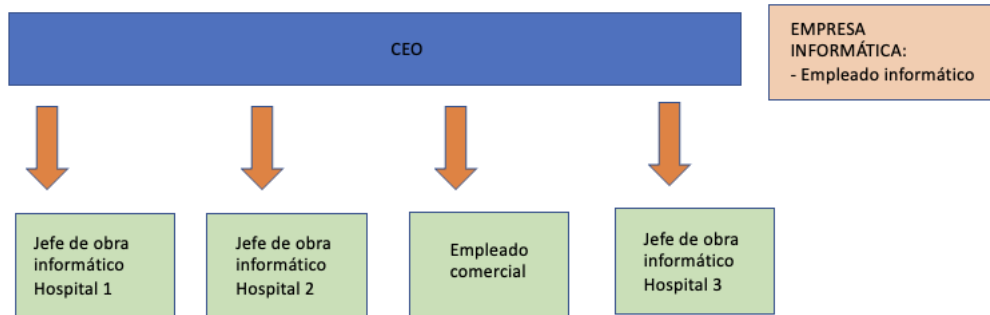 CEO
EMPRESA
INFORMÁTICA:
- Empleado informático
Jefe de obra
informático
Hospital 1
Jefe de obra
informático
Hospital 2
Empleado
comercial
Jefe de obra
informático
Hospital 3